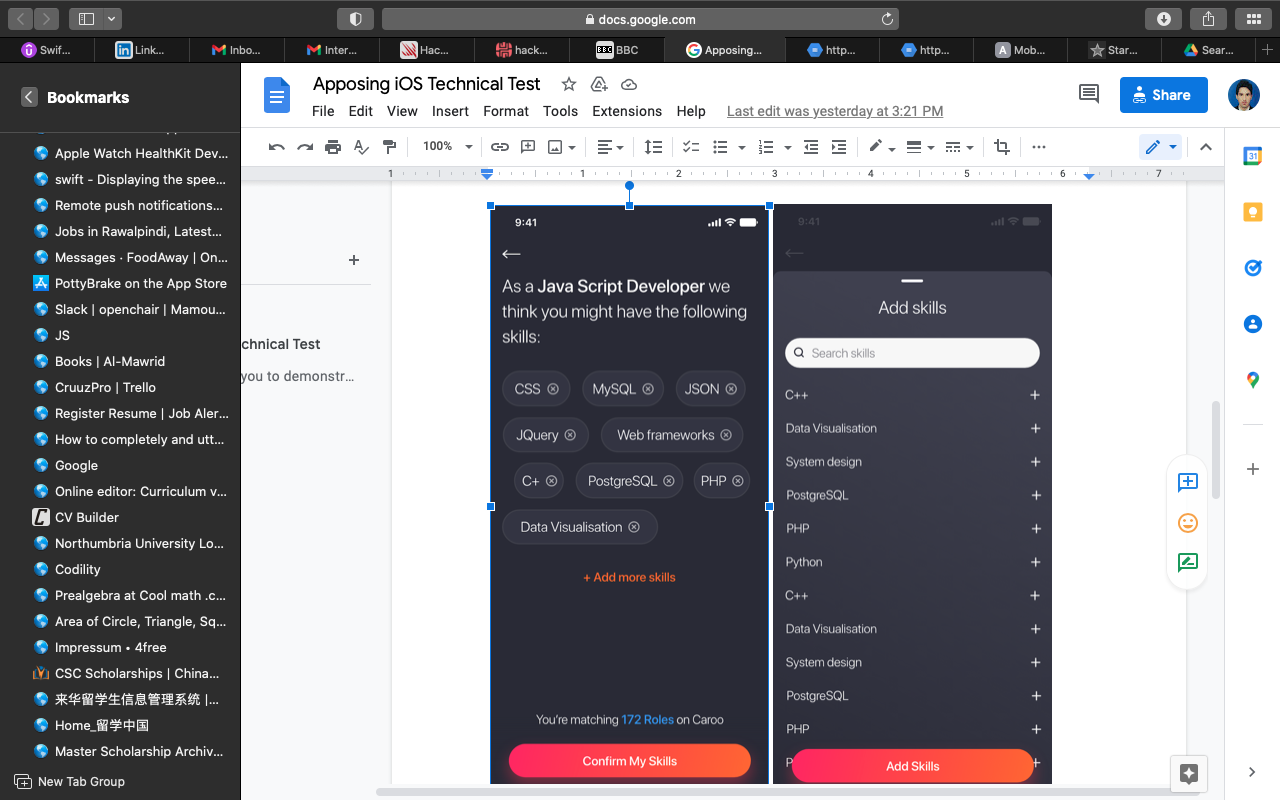 docs.google.com
Swif...
Link...
Inbo...
Inter...
Hac...
hack...
BBC
BBC
Apposing...
http...
http...
A
Mob...
Star...
Sear...
Bookmarks
Apple Watch HealthKit Dev...
swift - Displaying the spee...
Remote push notifications...
Jobs in Rawalpindi, Latest...
Messages · FoodAway | On...
PottyBrake on the App Store
Slack | openchair | Mamou...
JS
Books | Al-Mawrid
CruuzPro | Trello
Register Resume | Job Aler...
How to completely and utt...
Google
Online editor: Curriculum v...
CV Builder
Northumbria University Lo...
Codility
Prealgebra at Cool math .c...
Area of Circle, Triangle, Sq...
Impressum • 4free
CSC Scholarships | China...
来华留学生信息管理系统 |...
Home_留学中国
Master Scholarship Archiv...
New Tab Group
Apposing iOS Technical Test
File Edit View Insert Format Tools Extensions Help Last edit was yesterday at 3:21 PM
Share
100%
1 1 2 3 4 5 6 7
chnical Test
you to demonstr...
9:41
As a Java Script Developer we
think you might have the following
skills:
CSS MySQL JSON
JQuery Web frameworks
C+ PostgreSQL PHP
Data Visualisation
+ Add more skills
You're matching 172 Roles on Caroo
Confirm My Skills
9:41
Add skills
Search skills
C++ +
Data Visualisation +
System design +
PostgreSQL +
PHP +
Python +
C++ +
Data Visualisation +
System design +
PostgreSQL +
PHP +
P +
Add Skills
31